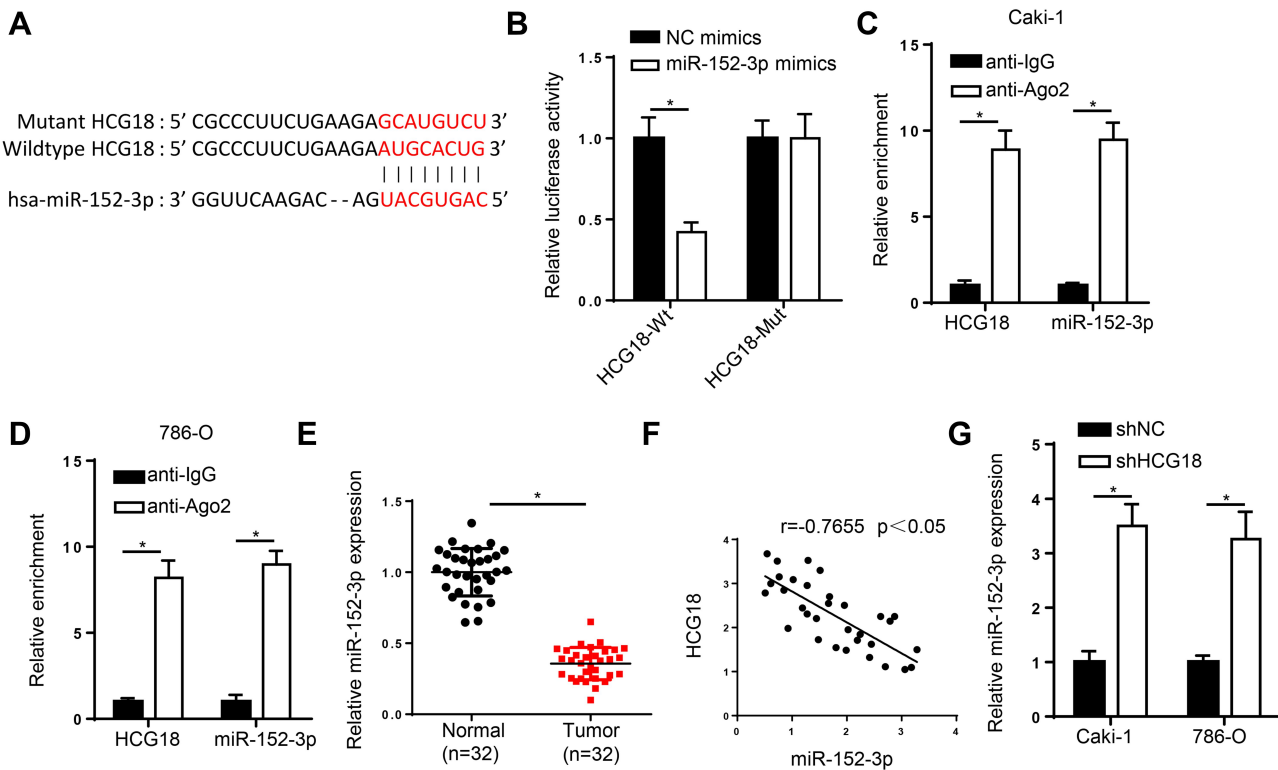 A
Mutant HCG18 : 5’ CGCCCUUCUGAAGAGCAUGUCU 3’
Wildtype HCG18 : 5’ CGCCCUUCUGAAGAAUGCACUG 3’
hsa-miR-152-3p : 3’ GGUUCAAGAC--AGUACGUGAC 5’
B
NC mimics
miR-152-3p mimics
*
Relative luciferase activity
1.5
1.0
0.5
0.0
HCG18-Wt
HCG18-Mut
C
Caki-1
anti-IgG
anti-Ago2
*
*
Relative enrichment
15
10
5
0
HCG18
miR-152-3p
D
786-O
anti-IgG
anti-Ago2
*
*
Relative enrichment
15
10
5
0
HCG18
miR-152-3p
E
*
Relative miR-152-3p expression
1.5
1.0
0.5
0.0
Normal
(n=32)
Tumor
(n=32)
F
r=-0.7655 p<0.05
HCG18
4
3
2
1
0
0
1
2
3
4
miR-152-3p
G
shNC
shHCG18
*
*
Relative miR-152-3p expression
5
4
3
2
1
0
Caki-1
786-O